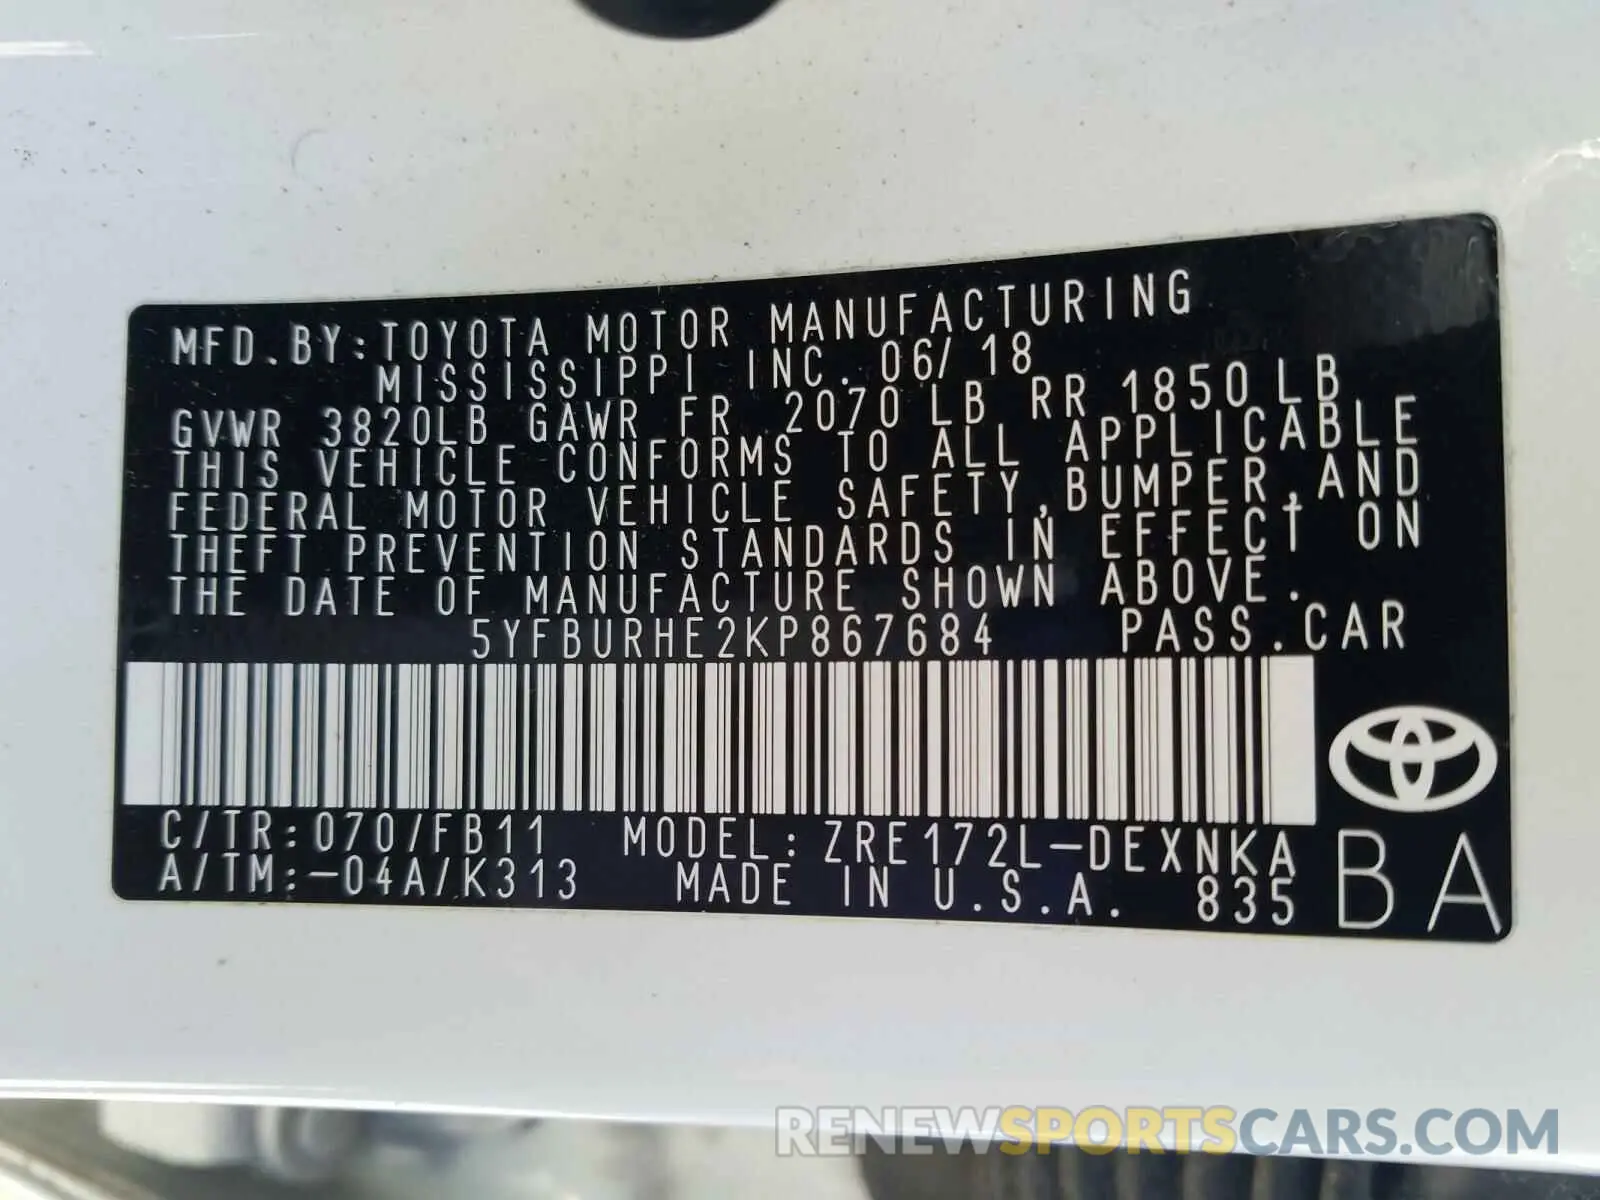 MFD.BY:TOYOTA MOTOR MANUFACTURING
MISSISSIPPI INC. 06/18
GVWR 3820LB GAWR FR 2070LB RR 1850LB
THIS VEHICLE CONFORMS TO ALL APPLICABLE
FEDERAL MOTOR VEHICLE SAFETY,BUMPER,AND
THEFT PREVENTION STANDARDS IN EFFECT ON
THE DATE OF MANUFACTURE SHOWN ABOVE.
5YFBURHE2KP867684 PASS.CAR
C/TR:070/FB11 MODEL:ZRE172L-DEXNKA
A/TM:-04A/K313 MADE IN U.S.A. 835
BA
RENEWSPORTSCARS.COM